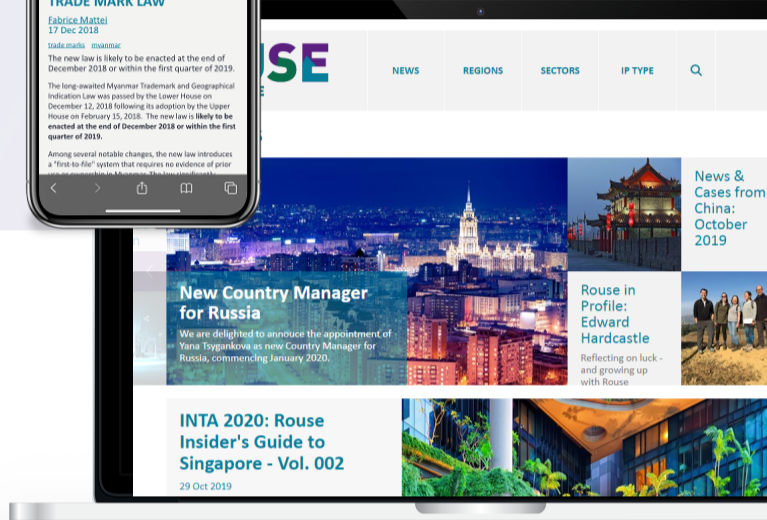 TRADE MARK LAW
Fabrice Mattei
17 Dec 2018
trade marks myanmar
The new law is likely to be enacted at the end of
December 2018 or within the first quarter of 2019.
The long-awaited Myanmar Trademark and Geographical
Indication Law was passed by the Lower House on
December 12, 2018 following its adoption by the Upper
House on February 15, 2018. The new law is likely to be
enacted at the end of December 2018 or within the first
quarter of 2019.
Among several notable changes, the new law introduces
a "first-to-file" system that requires no evidence of prior
use or ownership in Myanmar. The law significantly
USE
E
NEWS
REGIONS
SECTORS
IP TYPE
S
n
New Country Manager
for Russia
We are delighted to annouce the appointment of
Yana Tsygankova as new Country Manager for
Russia, commencing January 2020.
News &
Cases from
China:
October
2019
Rouse in
Profile:
Edward
Hardcastle
Reflecting on luck -
and growing up
with Rouse
INTA 2020: Rouse
Insider's Guide to
Singapore - Vol. 002
29 Oct 2019